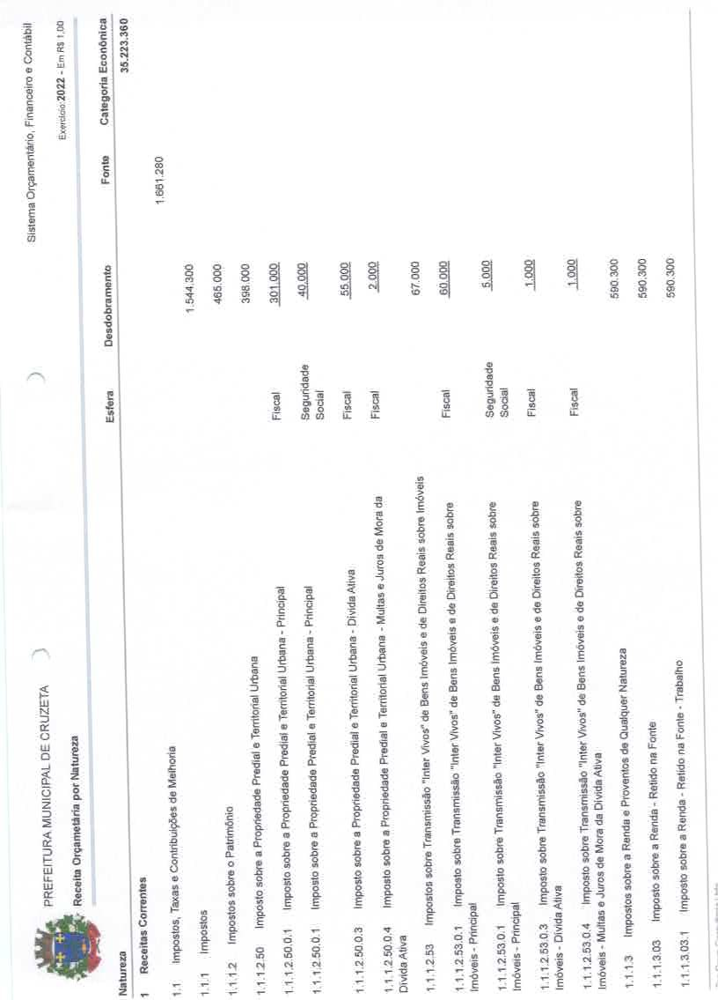 PREFEITURA MUNICIPAL DE CRUZETA
Sistema Orçamentário, Financeiro e Contábil
Receita Orçametária por Natureza
Exercício:2022 - Em R$ 1,00
Natureza Esfera Desdobramento Fonte Categoria Econônica
1 Receitas Correntes 35.223.360
1.1 Impostos, Taxas e Contribuições de Melhoria 1.661.280
1.1.1 Impostos 1.544.300
1.1.1.2 Impostos sobre o Patrimônio 465.000
1.1.1.2.50 Imposto sobre a Propriedade Predial e Territorial Urbana 398.000
1.1.1.2.50.0.1 Imposto sobre a Propriedade Predial e Territorial Urbana - Principal Fiscal 301.000
1.1.1.2.50.0.1 Imposto sobre a Propriedade Predial e Territorial Urbana - Principal Seguridade 40.000
Social
1.1.1.2.50.0.3 Imposto sobre a Propriedade Predial e Territorial Urbana - Dívida Ativa Fiscal 55.000
1.1.1.2.50.0.4 Imposto sobre a Propriedade Predial e Territorial Urbana - Multas e Juros de Mora da Fiscal 2.000
Dívida Ativa
1.1.1.2.53 Impostos sobre Transmissão "Inter Vivos" de Bens Imóveis e de Direitos Reais sobre Imóveis 67.000
1.1.1.2.53.0.1 Imposto sobre Transmissão "Inter Vivos" de Bens Imóveis e de Direitos Reais sobre Fiscal 60.000
Imóveis - Principal
1.1.1.2.53.0.1 Imposto sobre Transmissão "Inter Vivos" de Bens Imóveis e de Direitos Reais sobre Seguridade 5.000
Imóveis - Principal Social
1.1.1.2.53.0.3 Imposto sobre Transmissão "Inter Vivos" de Bens Imóveis e de Direitos Reais sobre Fiscal 1.000
Imóveis - Dívida Ativa
1.1.1.2.53.0.4 Imposto sobre Transmissão "Inter Vivos" de Bens Imóveis e de Direitos Reais sobre Fiscal 1.000
Imóveis - Multas e Juros de Mora da Dívida Ativa
1.1.1.3 Impostos sobre a Renda e Proventos de Qualquer Natureza 590.300
1.1.1.3.03 Imposto sobre a Renda - Retido na Fonte 590.300
1.1.1.3.03.1 Imposto sobre a Renda - Retido na Fonte - Trabalho 590.300